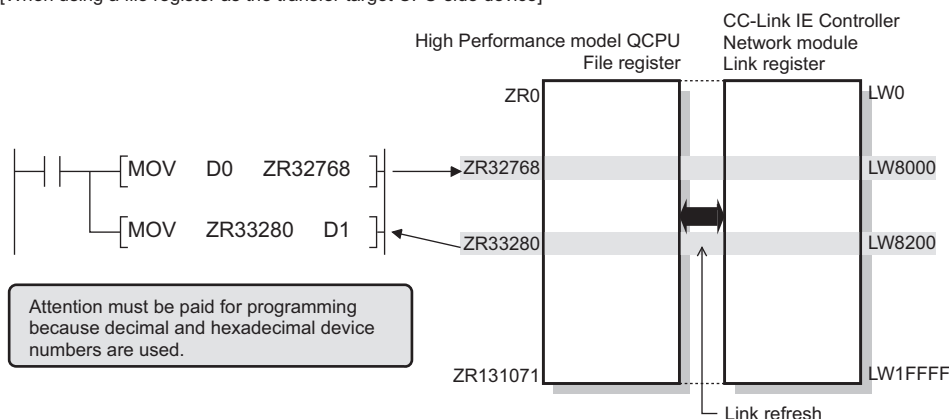 [When using a file register as the transfer target CPU side device]
High Performance model QCPU
File register
CC-Link IE Controller
Network module
Link register
ZR0
LW0
MOV D0 ZR32768
ZR32768
LW8000
MOV ZR33280 D1
ZR33280
LW8200
Attention must be paid for programming
because decimal and hexadecimal device
numbers are used.
ZR131071
LW1FFFF
Link refresh